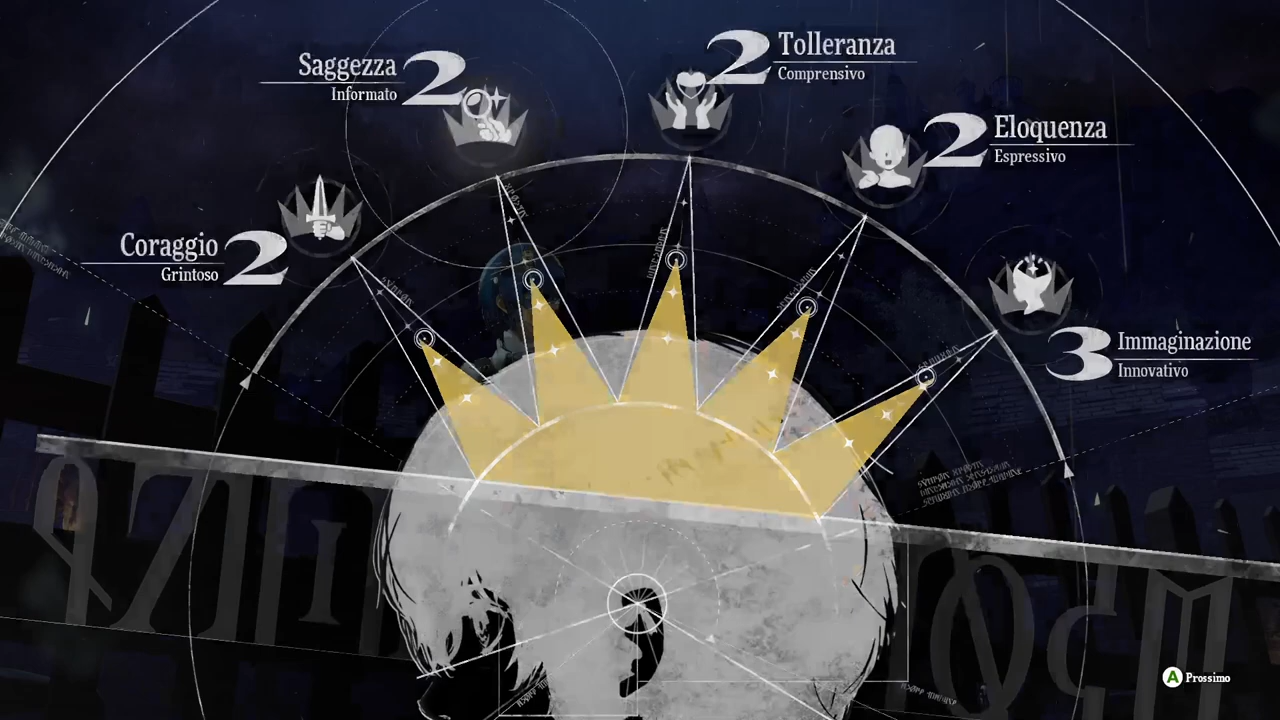 Saggezza
2
Informato
2
Tolleranza
Comprensivo
2
Eloquenza
Espressivo
Coraggio
2
Grintoso
3
Immaginazione
Innovativo
A Prossimo